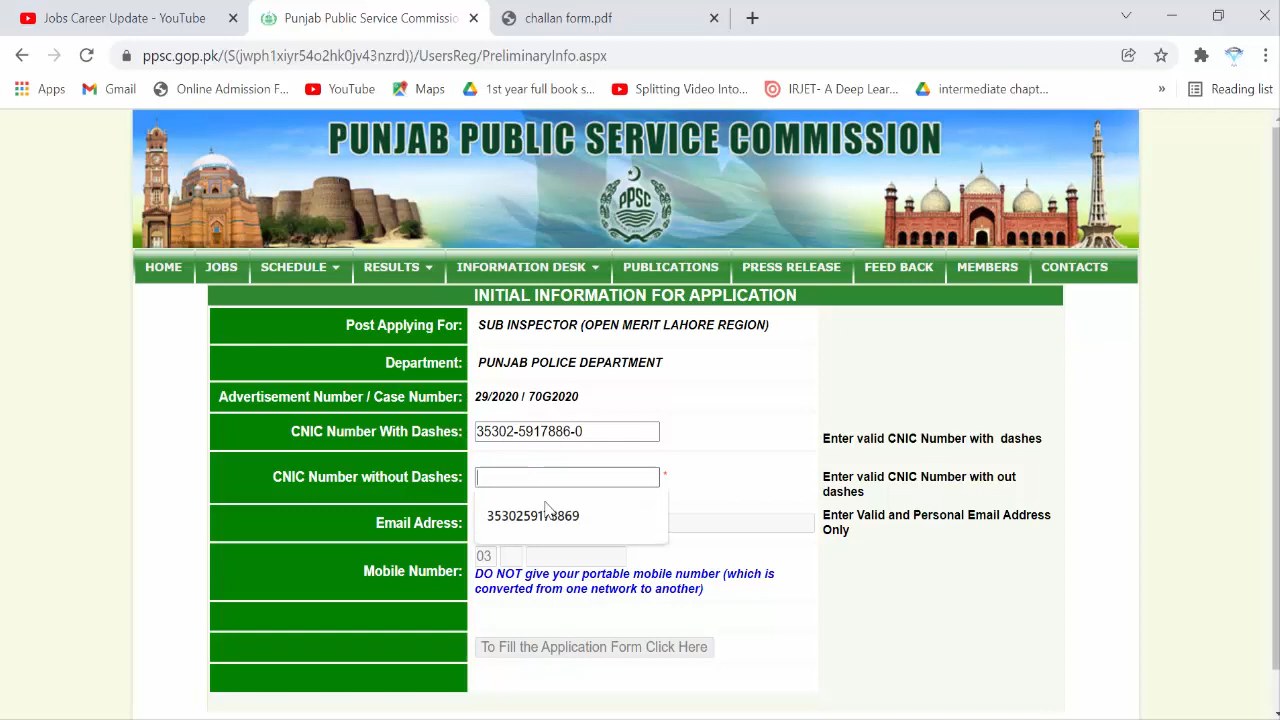 Jobs Career Update - YouTube
Punjab Public Service Commissio
challan form.pdf
ppsc.gop.pk/(S(jwph1xiyr54o2hk0jv43nzrd))/UsersReg/PreliminaryInfo.aspx
Apps
Gmail
Online Admission F...
YouTube
Maps
1st year full book s...
Splitting Video Into...
IRJET- A Deep Lear...
intermediate chapt...
»
Reading list
PUNJAB PUBLIC SERVICE COMMISSION
PPSC
HOME
JOBS
SCHEDULE
RESULTS
INFORMATION DESK
PUBLICATIONS
PRESS RELEASE
FEED BACK
MEMBERS
CONTACTS
INITIAL INFORMATION FOR APPLICATION
Post Applying For: SUB INSPECTOR (OPEN MERIT LAHORE REGION)
Department: PUNJAB POLICE DEPARTMENT
Advertisement Number / Case Number: 29/2020 / 70G2020
CNIC Number With Dashes: 35302-5917886-0
Enter valid CNIC Number with dashes
CNIC Number without Dashes: *
Enter valid CNIC Number with out
dashes
3530259178869
Email Adress:
Enter Valid and Personal Email Address
Only
Mobile Number: 03
DO NOT give your portable mobile number (which is
converted from one network to another)
To Fill the Application Form Click Here